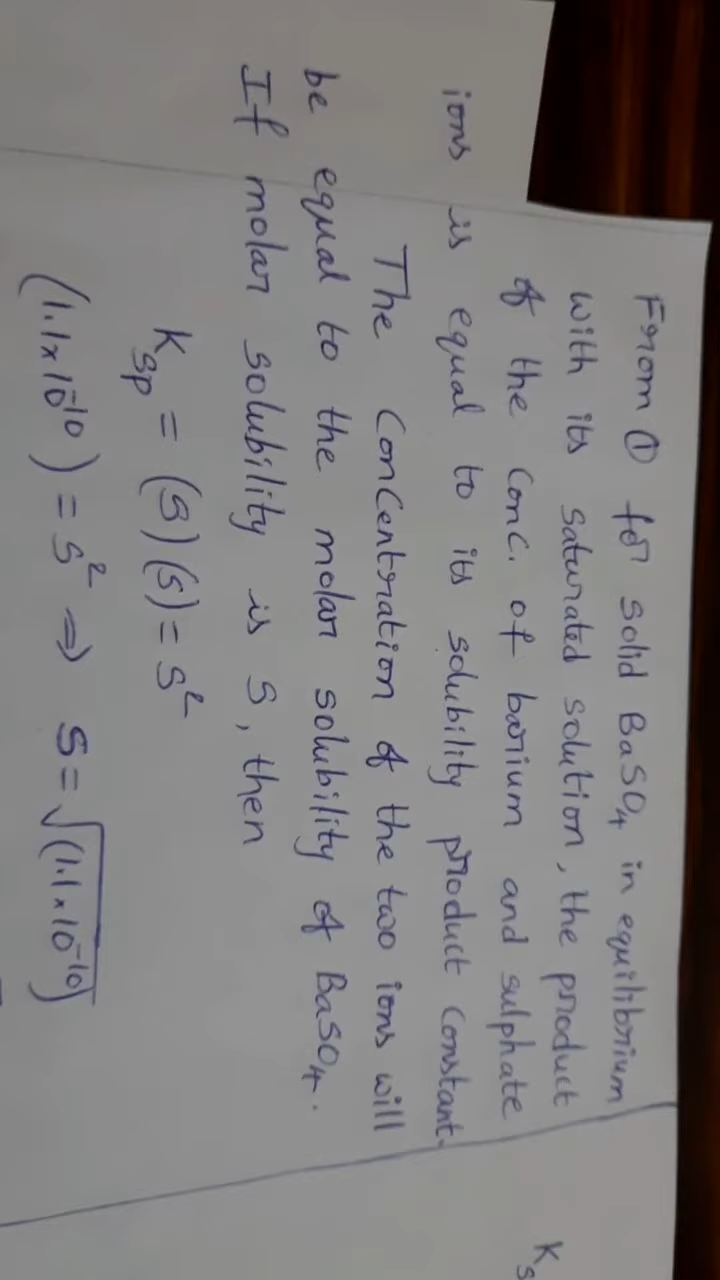 From ① for solid BaSO₄ in equilibrium
with its saturated solution, the product
of the conc. of barium and sulphate
ions is equal to its solubility product constant.
The concentration of the two ions will
be equal to the molar solubility of BaSO₄.
If molar solubility is S, then
Ksp = (S)(S) = S²
(1.1×10⁻¹⁰) = S² ⇒ S = √(1.1×10⁻¹⁰)